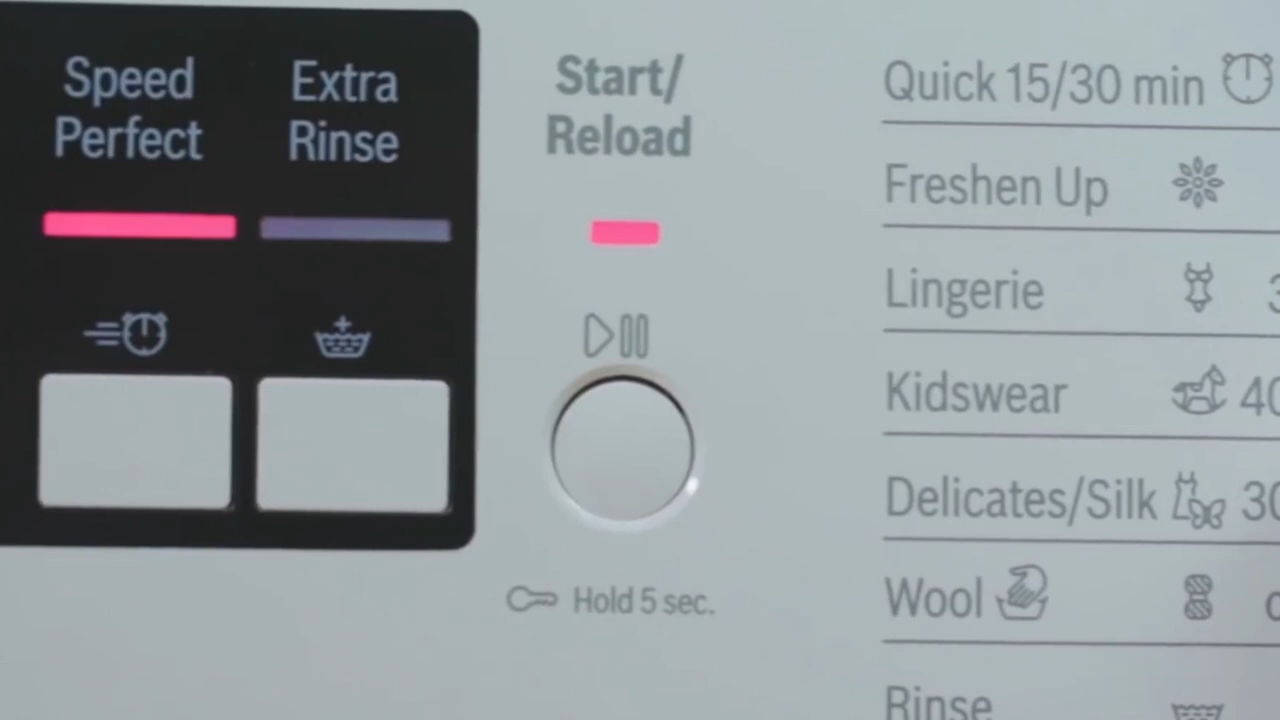 Speed
Perfect
Extra
Rinse
Start/
Reload
Hold 5 sec.
Quick 15/30 min
Freshen Up
Lingerie
Kidswear
Delicates/Silk
Wool
Rinse